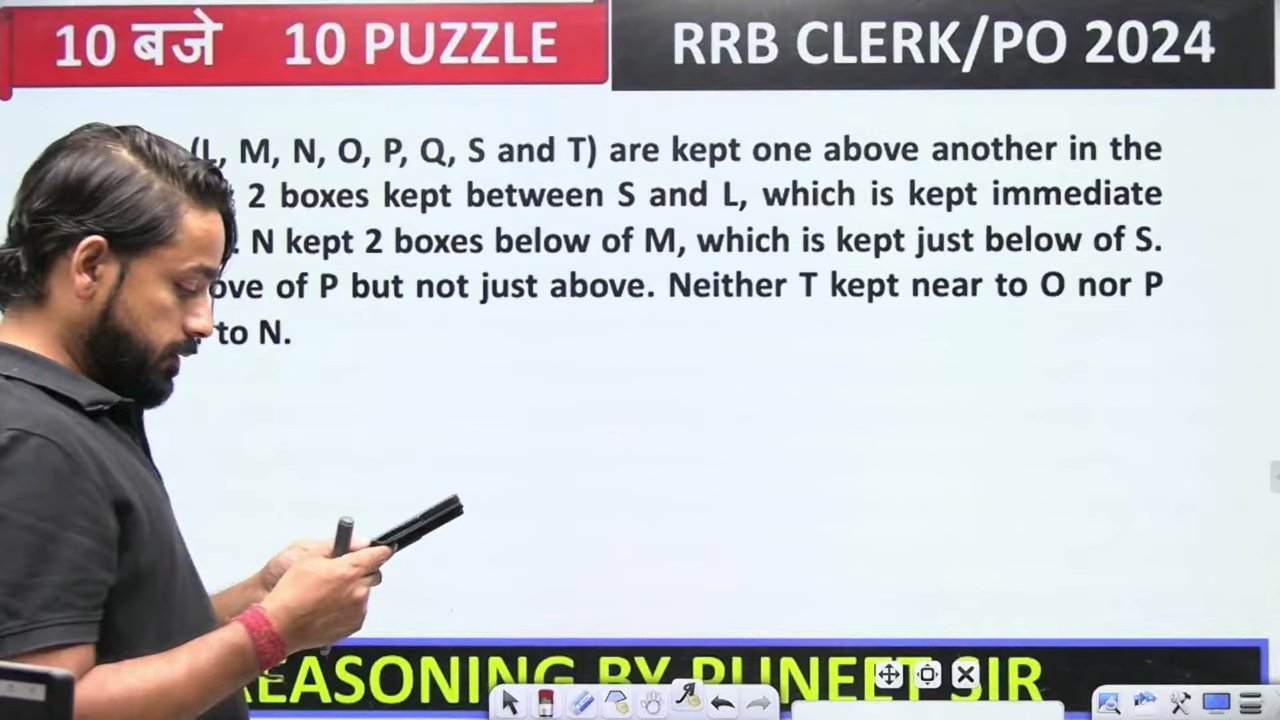 10 बजे 10 PUZZLE
RRB CLERK/PO 2024
(L, M, N, O, P, Q, S and T) are kept one above another in the
2 boxes kept between S and L, which is kept immediate
N kept 2 boxes below of M, which is kept just below of S.
of P but not just above. Neither T kept near to O nor P
to N.
REASONING BY PUNEET SIR